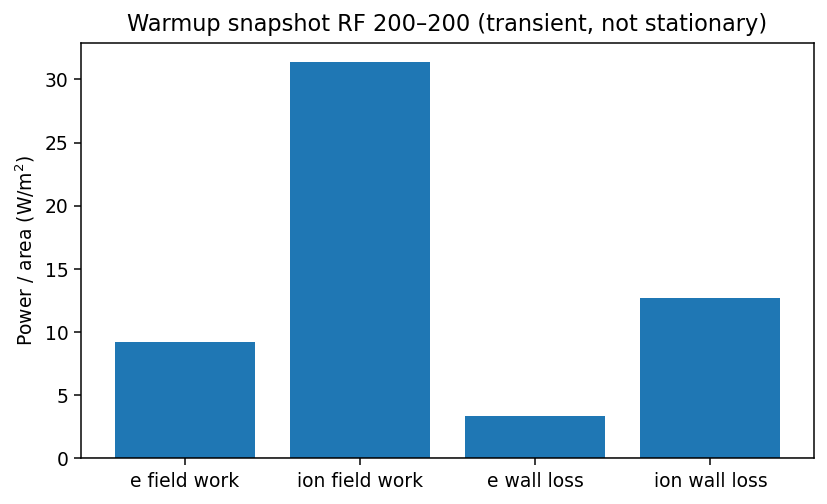 Warmup snapshot RF 200–200 (transient, not stationary)
Power / area (W/m²)
30
25
20
15
10
5
0
e field work
ion field work
e wall loss
ion wall loss